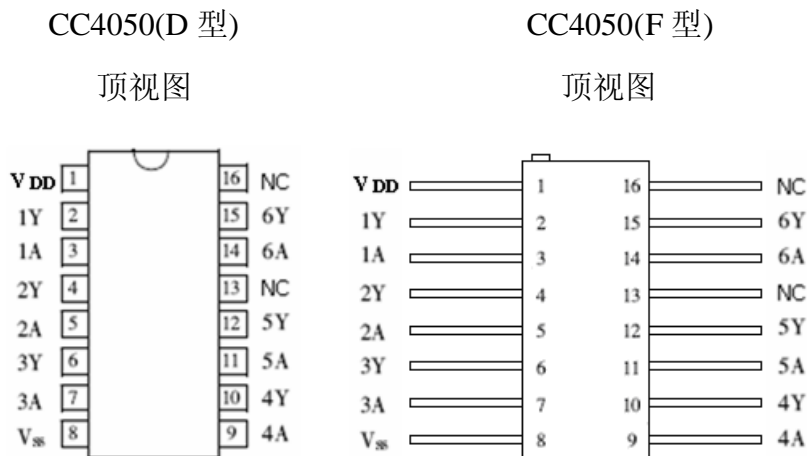 CC4050(D 型) CC4050(F 型)
顶视图 顶视图
V DD 1 16 NC V DD 1 16 NC
1Y 2 15 6Y 1Y 2 15 6Y
1A 3 14 6A 1A 3 14 6A
2Y 4 13 NC 2Y 4 13 NC
2A 5 12 5Y 2A 5 12 5Y
3Y 6 11 5A 3Y 6 11 5A
3A 7 10 4Y 3A 7 10 4Y
Vss 8 9 4A Vss 8 9 4A